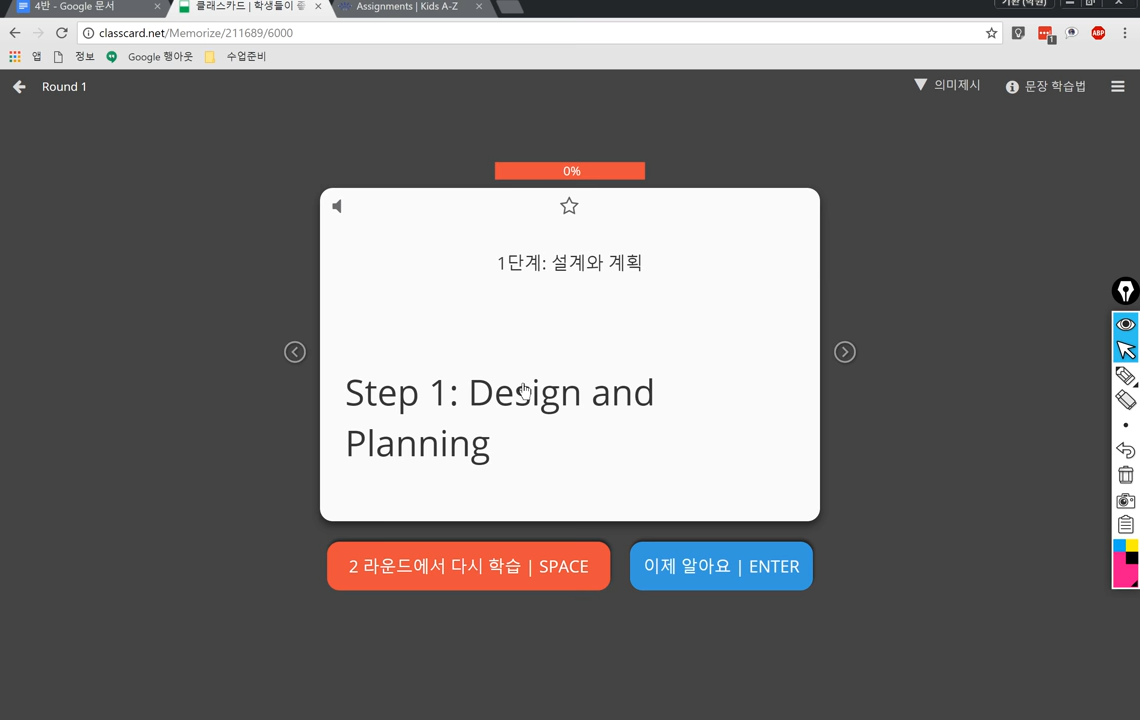 4반 - Google 문서
클래스카드 | 학생들이 좋
Assignments | Kids A-Z
classcard.net/Memorize/211689/6000
앱
정보
Google 행아웃
수업준비
ABP
1
Round 1
의미제시
문장 학습법
0%
1단계: 설계와 계획
Step 1: Design and
Planning
2 라운드에서 다시 학습 | SPACE
이제 알아요 | ENTER